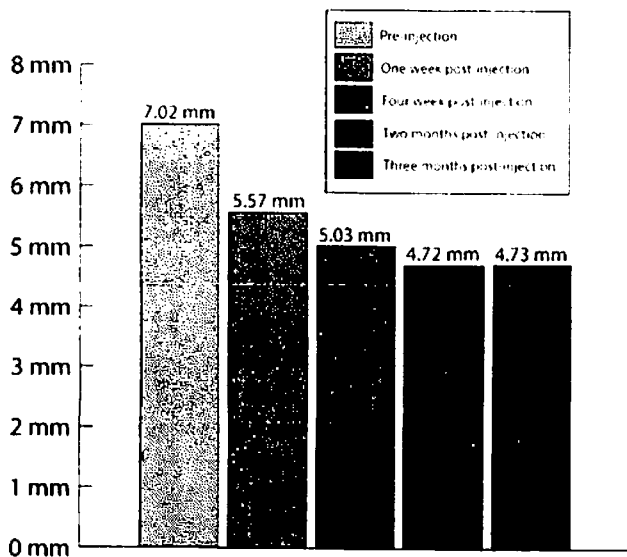 Pre-injection
One week post-injection
Four week post-injection
Two months post-injection
Three months post-injection
8 mm
7 mm
6 mm
5 mm
4 mm
3 mm
2 mm
1 mm
0 mm
7.02 mm
5.57 mm
5.03 mm
4.72 mm
4.73 mm